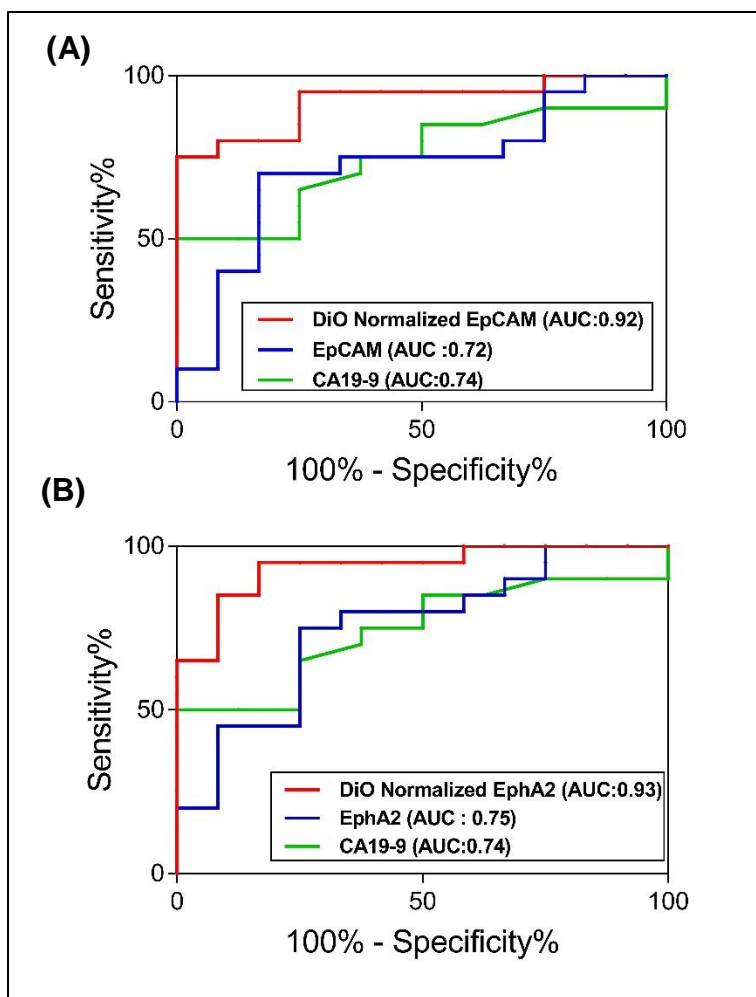 (A)
100
50
0
Sensitivity%
DiO Normalized EpCAM (AUC:0.92)
EpCAM (AUC :0.72)
CA19-9 (AUC:0.74)
0 50 100
100% - Specificity%
(B)
100
50
0
Sensitivity%
DiO Normalized EphA2 (AUC:0.93)
EphA2 (AUC : 0.75)
CA19-9 (AUC:0.74)
0 50 100
100% - Specificity%